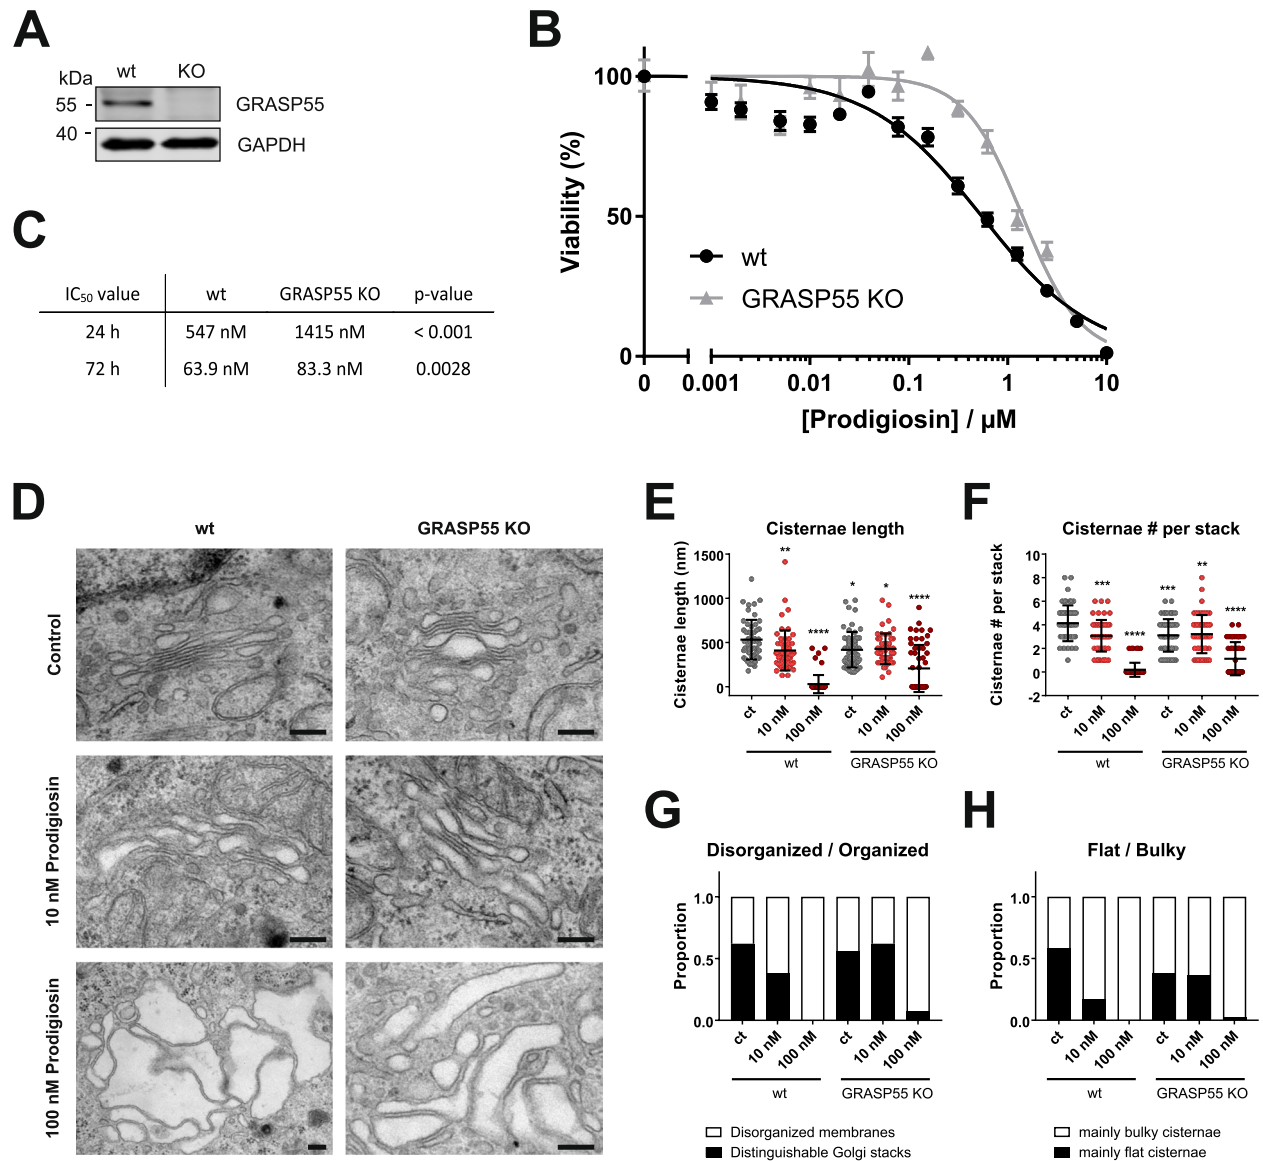 A
wt KO
kDa
55 - GRASP55
40 -
GAPDH
B
Viability (%)
100
50
0
wt
GRASP55 KO
0 0.001 0.01 0.1 1 10
[Prodigiosin] / µM
C
IC50 value wt GRASP55 KO p-value
24 h 547 nM 1415 nM < 0.001
72 h 63.9 nM 83.3 nM 0.0028
D
wt GRASP55 KO
Control
10 nM Prodigiosin
100 nM Prodigiosin
E
Cisternae length
Cisternae length (nm)
1500
1000
500
0
** **** * * ****
ct 10 nM 100 nM ct 10 nM 100 nM
wt GRASP55 KO
F
Cisternae # per stack
Cisternae # per stack
10
8
6
4
2
0
-2
*** **** *** ** ****
ct 10 nM 100 nM ct 10 nM 100 nM
wt GRASP55 KO
G
Disorganized / Organized
Proportion
1.0
0.5
0.0
ct 10 nM 100 nM ct 10 nM 100 nM
wt GRASP55 KO
Disorganized membranes
Distinguishable Golgi stacks
H
Flat / Bulky
Proportion
1.0
0.5
0.0
ct 10 nM 100 nM ct 10 nM 100 nM
wt GRASP55 KO
mainly bulky cisternae
mainly flat cisternae